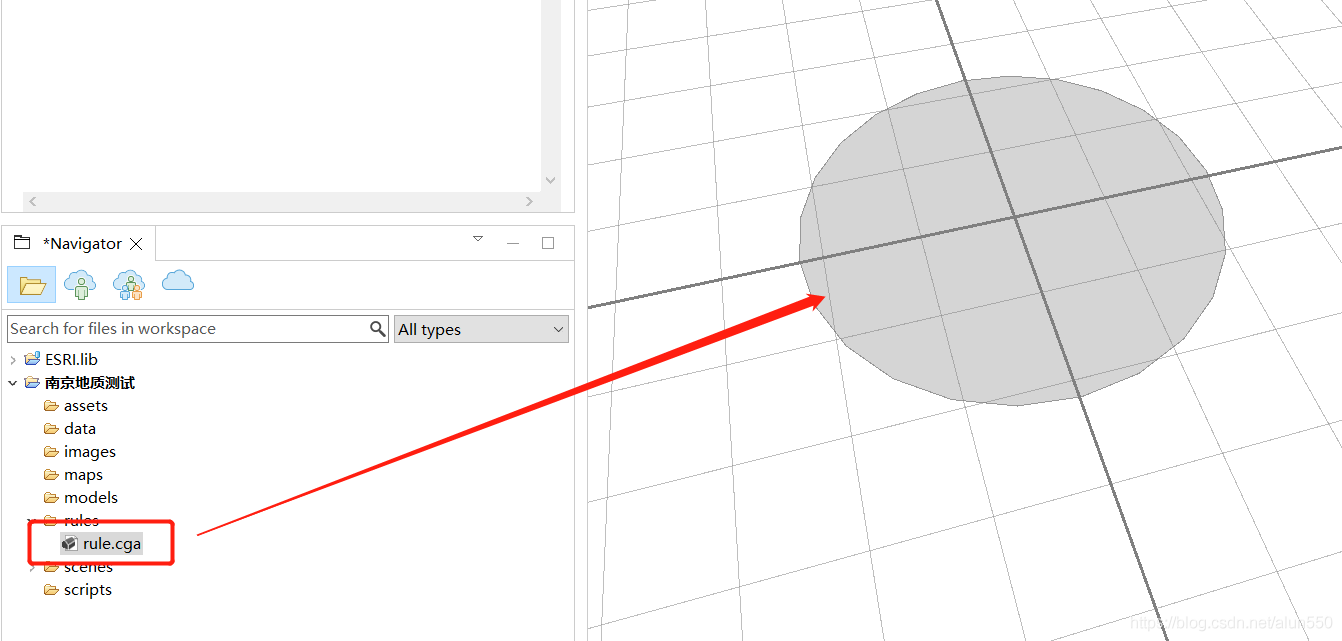 *Navigator
Search for files in workspace
All types
ESRI.lib
南京地质测试
assets
data
images
maps
models
rules
rule.cga
scenes
scripts
https://blog.csdn.net/alun550